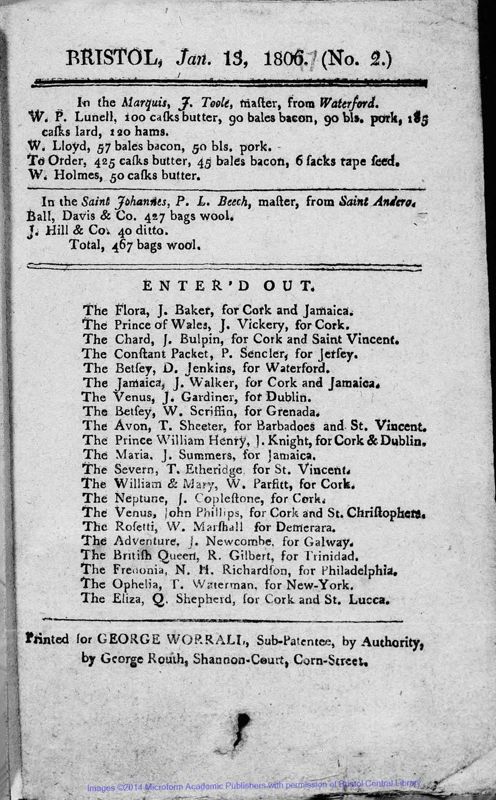 BRISTOL, Jan. 13, 1806. (No. 2.)
In the Marquis, J. Toole, maſter, from Waterford.
W. P. Lunell, 100 caſks butter, 90 bales bacon, 90 bls. pork, 185
caſks lard, 120 hams.
W. Lloyd, 57 bales bacon, 50 bls. pork.
To Order, 425 caſks butter, 45 bales bacon, 6 ſacks rape ſeed.
W. Holmes, 50 caſks butter.
In the Saint Johannes, P. L. Beech, maſter, from Saint Andero.
Ball, Davis & Co. 427 bags wool.
J. Hill & Co. 40 ditto.
Total, 467 bags wool.
ENTER'D OUT.
The Flora, J. Baker, for Cork and Jamaica.
The Prince of Wales, J. Vickery, for Cork.
The Chard, J. Bulpin, for Cork and Saint Vincent.
The Conſtant Packet, P. Sencler, for Jerſey.
The Betſey, D. Jenkins, for Waterford.
The Jamaica, J. Walker, for Cork and Jamaica.
The Venus, J. Gardiner, for Dublin.
The Betſey, W. Scriffin, for Grenada.
The Avon, T. Sheeter, for Barbadoes and St. Vincent.
The Prince William Henry, J. Knight, for Cork & Dublin.
The Maria, J. Summers, for Jamaica.
The Severn, T. Etheridge, for St. Vincent.
The William & Mary, W. Parfitt, for Cork.
The Neptune, J. Copleſtone, for Cork.
The Venus, John Phillips, for Cork and St. Chriſtophers.
The Roſetti, W. Marſhall for Demerara.
The Adventure, J. Newcombe, for Galway.
The Britiſh Queen, R. Gilbert, for Trinidad.
The Fredonia, N. H. Richardſon, for Philadelphia.
The Ophelia, T. Waterman, for New-York.
The Eliza, Q. Shepherd, for Cork and St. Lucca.
Printed for GEORGE WORRALL, Sub-Patentee, by Authority,
by George Routh, Shannon-Court, Corn-Street.
Images ©2014 Microform Academic Publishers with permission of Bristol Central Library